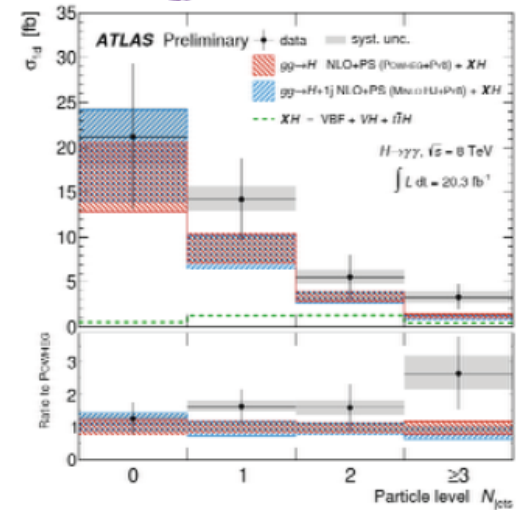 σfid [fb]
35
30
25
20
15
10
5
0
ATLAS Preliminary
data
syst. unc.
gg→H NLO+PS (POWHEG+PY8) + XH
gg→H+1j NLO+PS (MINLO HJ+PY8) + XH
XH = VBF + VH + tt̄H
H→γγ, √s = 8 TeV
∫ L dt = 20.3 fb⁻¹
Ratio to POWHEG
3
2
1
0
0 1 2 ≥3
Particle level Njets